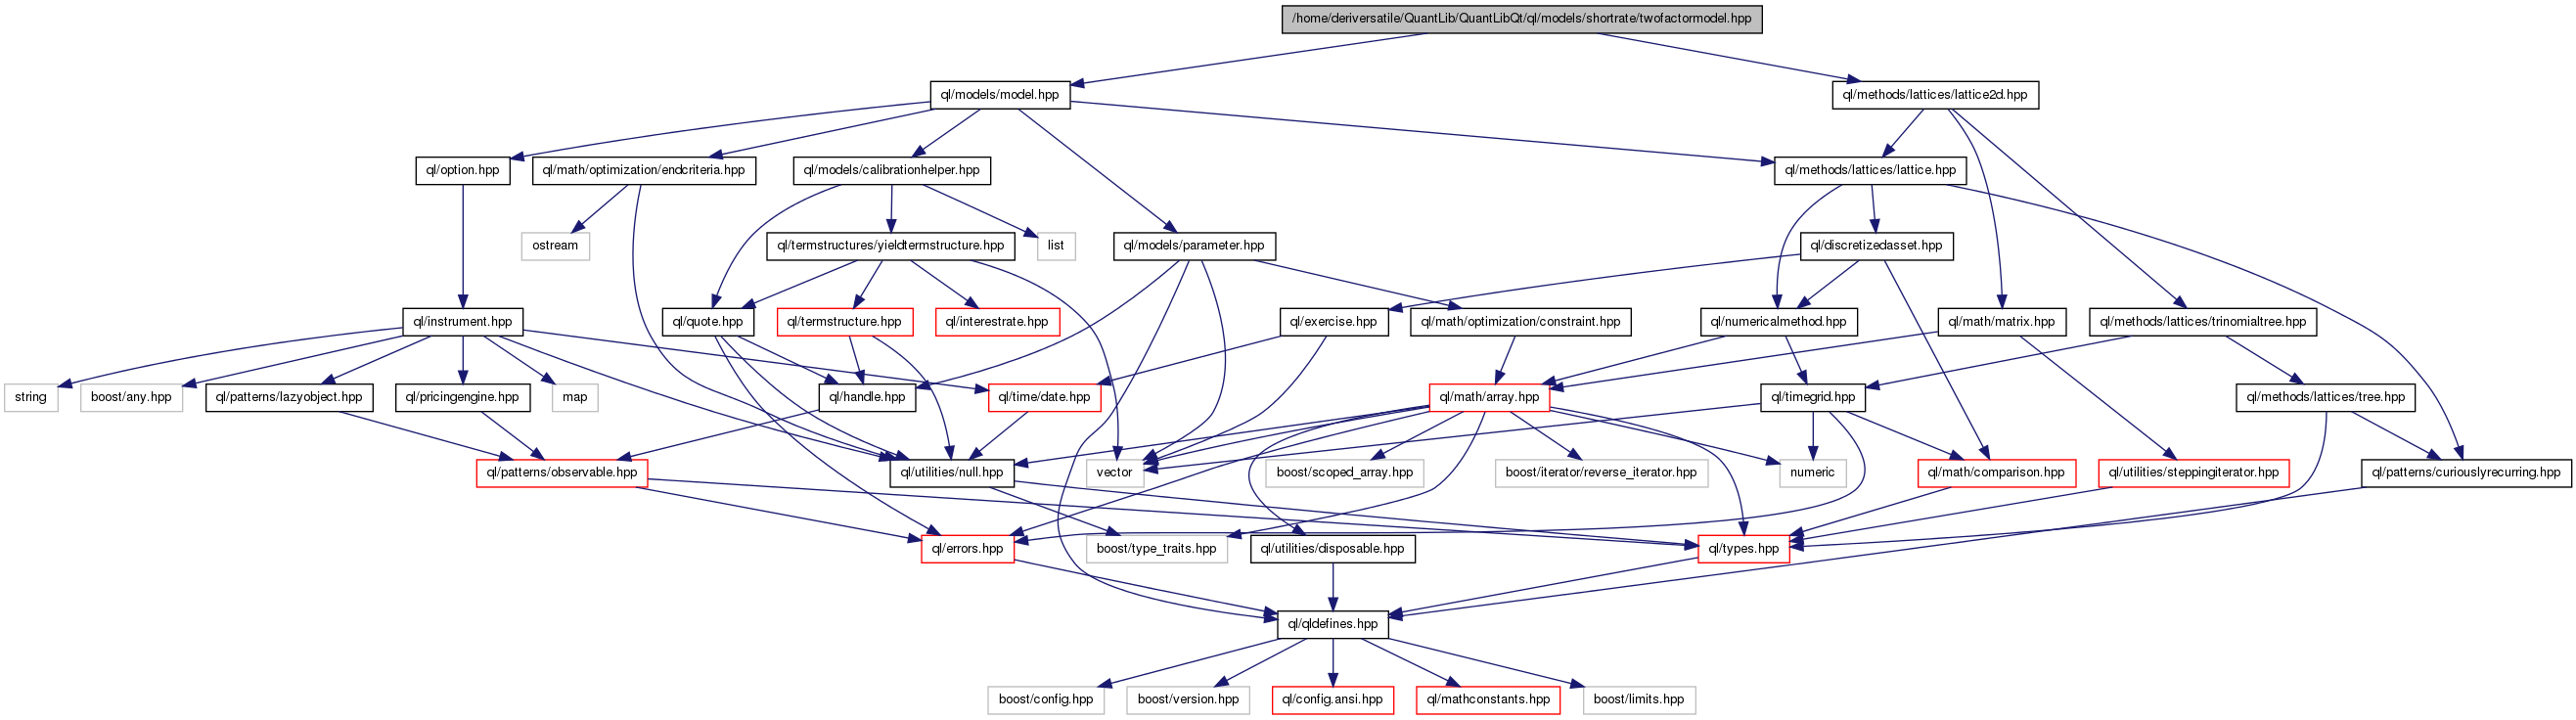 /home/deriversatile/QuantLib/QuantLibQt/ql/models/shortrate/twofactormodel.hpp
ql/models/model.hpp
ql/methods/lattices/lattice2d.hpp
ql/option.hpp
ql/math/optimization/endcriteria.hpp
ql/models/calibrationhelper.hpp
ql/methods/lattices/lattice.hpp
ostream
ql/termstructures/yieldtermstructure.hpp
list
ql/models/parameter.hpp
ql/discretizedasset.hpp
ql/instrument.hpp
ql/quote.hpp
ql/termstructure.hpp
ql/interestrate.hpp
ql/exercise.hpp
ql/math/optimization/constraint.hpp
ql/numericalmethod.hpp
ql/math/matrix.hpp
ql/methods/lattices/trinomialtree.hpp
string
boost/any.hpp
ql/patterns/lazyobject.hpp
ql/pricingengine.hpp
map
ql/handle.hpp
ql/time/date.hpp
ql/math/array.hpp
ql/timegrid.hpp
ql/methods/lattices/tree.hpp
ql/patterns/observable.hpp
ql/utilities/null.hpp
vector
boost/scoped_array.hpp
boost/iterator/reverse_iterator.hpp
numeric
ql/math/comparison.hpp
ql/utilities/steppingiterator.hpp
ql/patterns/curiouslyrecurring.hpp
ql/errors.hpp
boost/type_traits.hpp
ql/utilities/disposable.hpp
ql/types.hpp
ql/qldefines.hpp
boost/config.hpp
boost/version.hpp
ql/config.ansi.hpp
ql/mathconstants.hpp
boost/limits.hpp